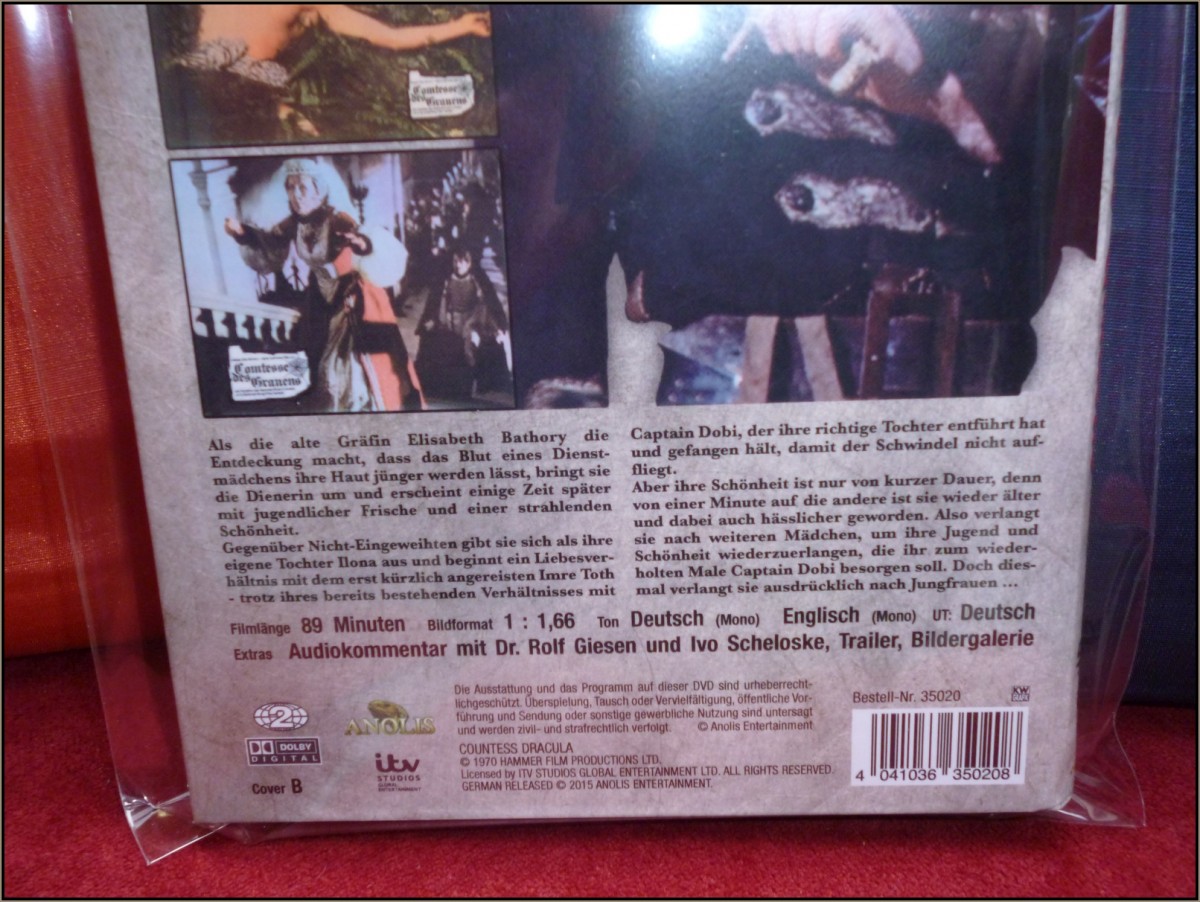 Comtesse
des
Grauens
Comtesse
des
Grauens
Als die alte Gräfin Elisabeth Bathory die
Entdeckung macht, dass das Blut eines Dienst-
mädchens ihre Haut jünger werden lässt, bringt sie
die Dienerin um und erscheint einige Zeit später
mit jugendlicher Frische und einer strahlenden
Schönheit.
Gegenüber Nicht-Eingeweihten gibt sie sich als ihre
eigene Tochter Ilona aus und beginnt ein Liebesver-
hältnis mit dem erst kürzlich angereisten Imre Toth
- trotz ihres bereits bestehenden Verhältnisses mit
Captain Dobi, der ihre richtige Tochter entführt hat
und gefangen hält, damit der Schwindel nicht auf-
fliegt.
Aber ihre Schönheit ist nur von kurzer Dauer, denn
von einer Minute auf die andere ist sie wieder älter
und dabei auch hässlicher geworden. Also verlangt
sie nach weiteren Mädchen, um ihre Jugend und
Schönheit wiederzuerlangen, die ihr zum wieder-
holten Male Captain Dobi besorgen soll. Doch dies-
mal verlangt sie ausdrücklich nach Jungfrauen ...
Filmlänge 89 Minuten Bildformat 1 : 1,66 Ton Deutsch (Mono) Englisch (Mono) UT: Deutsch
Extras Audiokommentar mit Dr. Rolf Giesen und Ivo Scheloske, Trailer, Bildergalerie
2
DOLBY
DIGITAL
Cover B
ANOLIS
itv
STUDIOS
GLOBAL
ENTERTAINMENT
Die Ausstattung und das Programm auf dieser DVD sind urheberrecht-
lichgeschützt. Überspielung, Tausch oder Vervielfältigung, öffentliche Vor-
führung und Sendung oder sonstige gewerbliche Nutzung sind untersagt
und werden zivil- und strafrechtlich verfolgt. © Anolis Entertainment
COUNTESS DRACULA
© 1970 HAMMER FILM PRODUCTIONS LTD.
Licensed by ITV STUDIOS GLOBAL ENTERTAINMENT LTD. ALL RIGHTS RESERVED.
GERMAN RELEASED © 2015 ANOLIS ENTERTAINMENT.
Bestell-Nr. 35020
KW
4 041036 350208